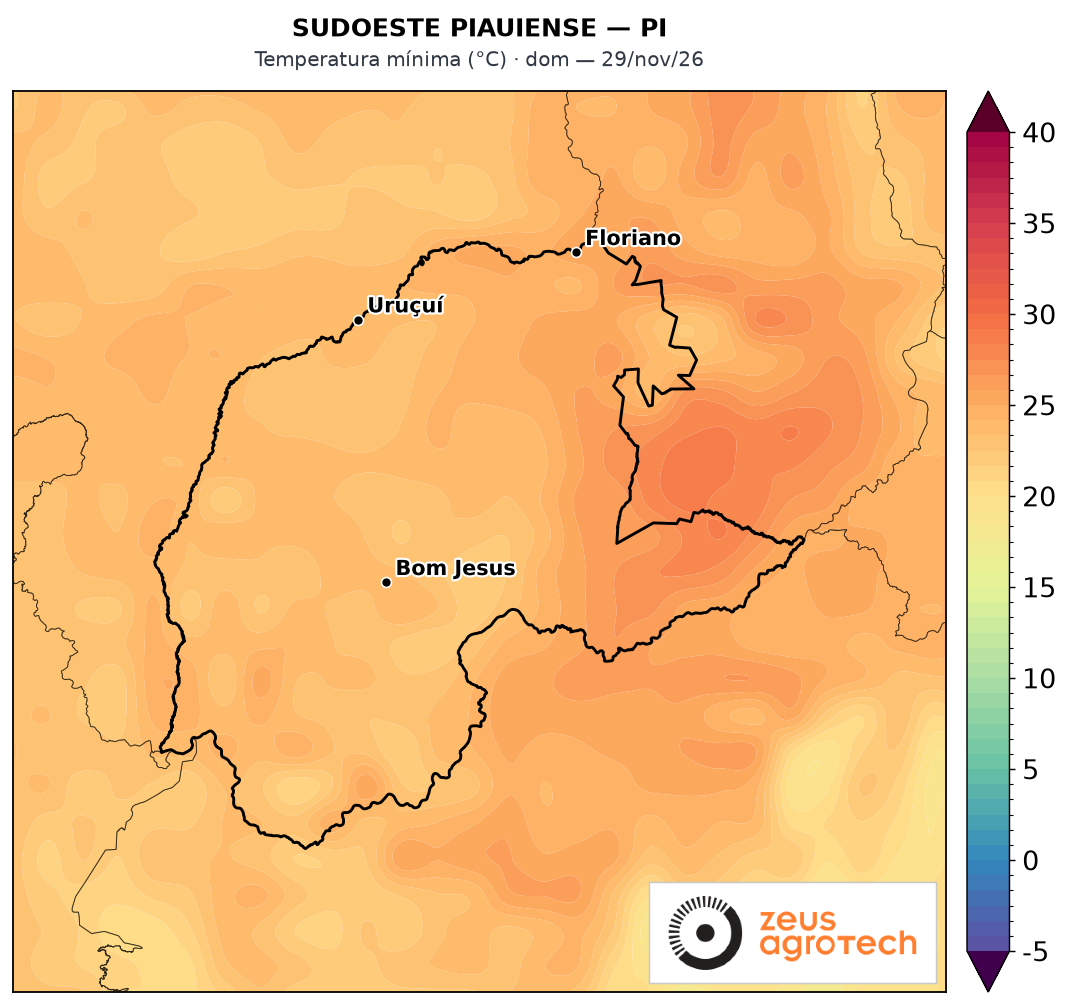 SUDOESTE PIAUIENSE — PI
Temperatura mínima (°C) · dom — 29/nov/26
Floriano
Uruçuí
Bom Jesus
40
35
30
25
20
15
10
5
0
-5
zeus
agrotech